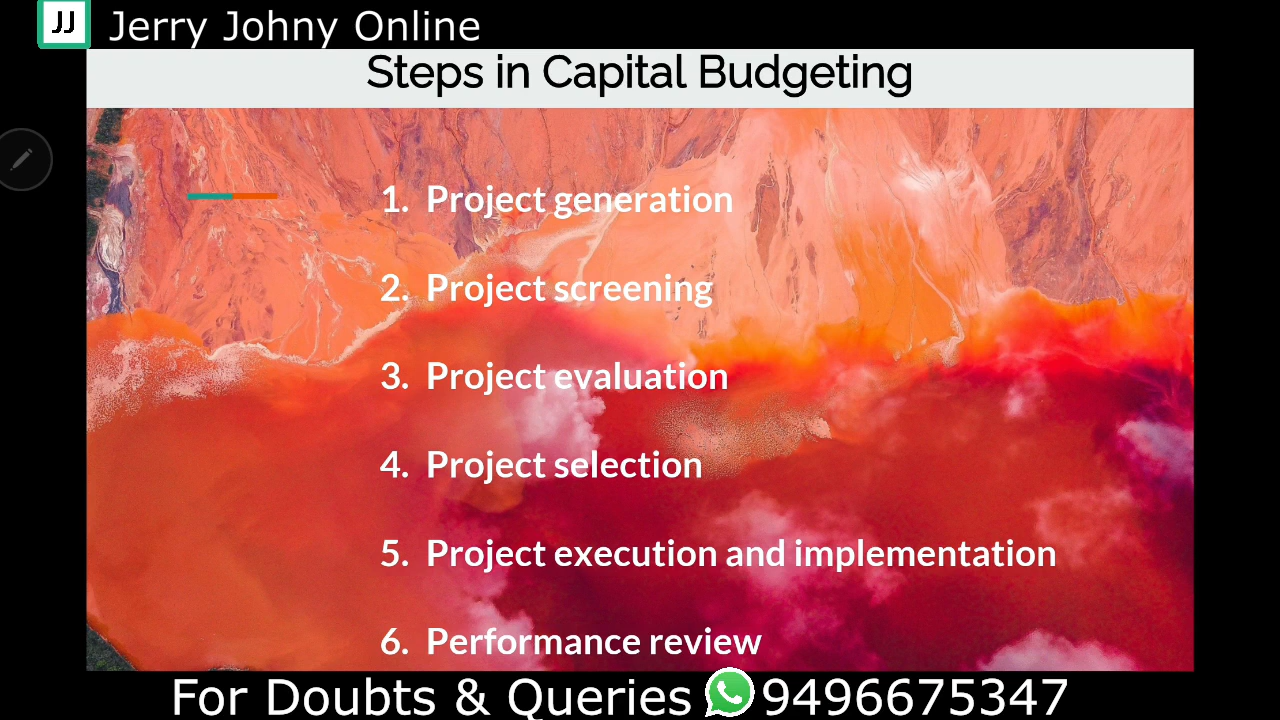 JJ Jerry Johny Online
Steps in Capital Budgeting
1. Project generation
2. Project screening
3. Project evaluation
4. Project selection
5. Project execution and implementation
6. Performance review
For Doubts & Queries 9496675347